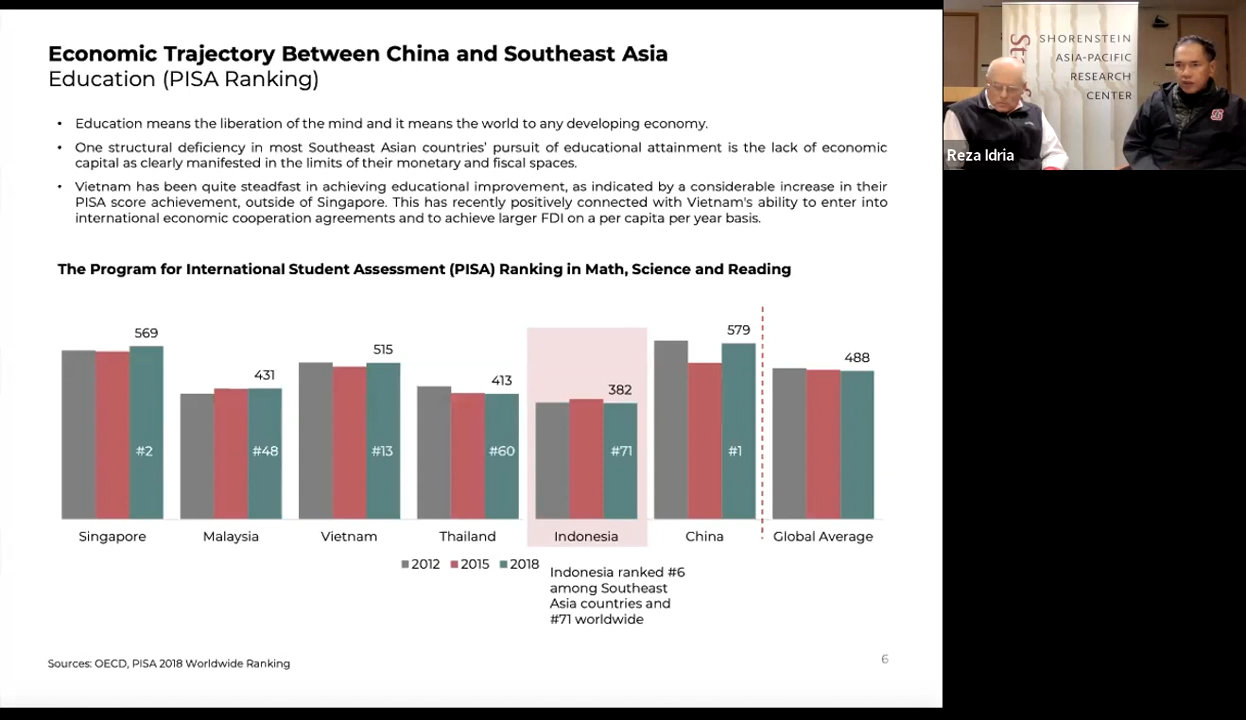 Economic Trajectory Between China and Southeast Asia
Education (PISA Ranking)
• Education means the liberation of the mind and it means the world to any developing economy.
• One structural deficiency in most Southeast Asian countries' pursuit of educational attainment is the lack of economic
capital as clearly manifested in the limits of their monetary and fiscal spaces.
• Vietnam has been quite steadfast in achieving educational improvement, as indicated by a considerable increase in their
PISA score achievement, outside of Singapore. This has recently positively connected with Vietnam's ability to enter into
international economic cooperation agreements and to achieve larger FDI on a per capita per year basis.
The Program for International Student Assessment (PISA) Ranking in Math, Science and Reading
569 431 515 413 382 579 488
#2 #48 #13 #60 #71 #1
Singapore Malaysia Vietnam Thailand Indonesia China Global Average
2012 2015 2018
Indonesia ranked #6
among Southeast
Asia countries and
#71 worldwide
Sources: OECD, PISA 2018 Worldwide Ranking
6
SHORENSTEIN
ASIA-PACIFIC
RESEARCH
CENTER
Reza Idria